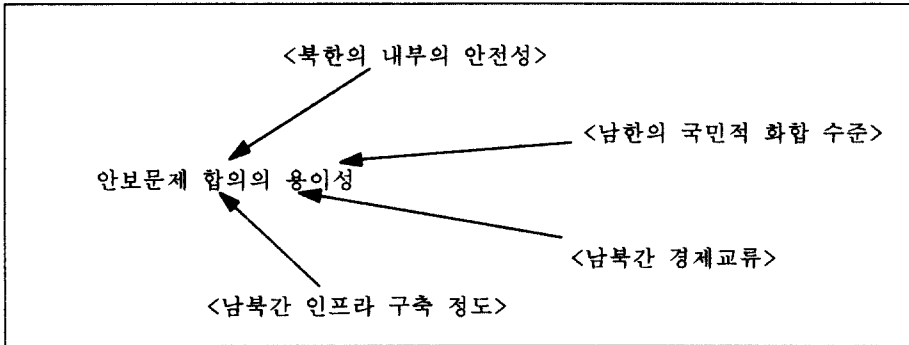 <북한의 내부의 안전성>
<남한의 국민적 화합 수준>
안보문제 합의의 용이성
<남북간 경제교류>
<남북간 인프라 구축 정도>